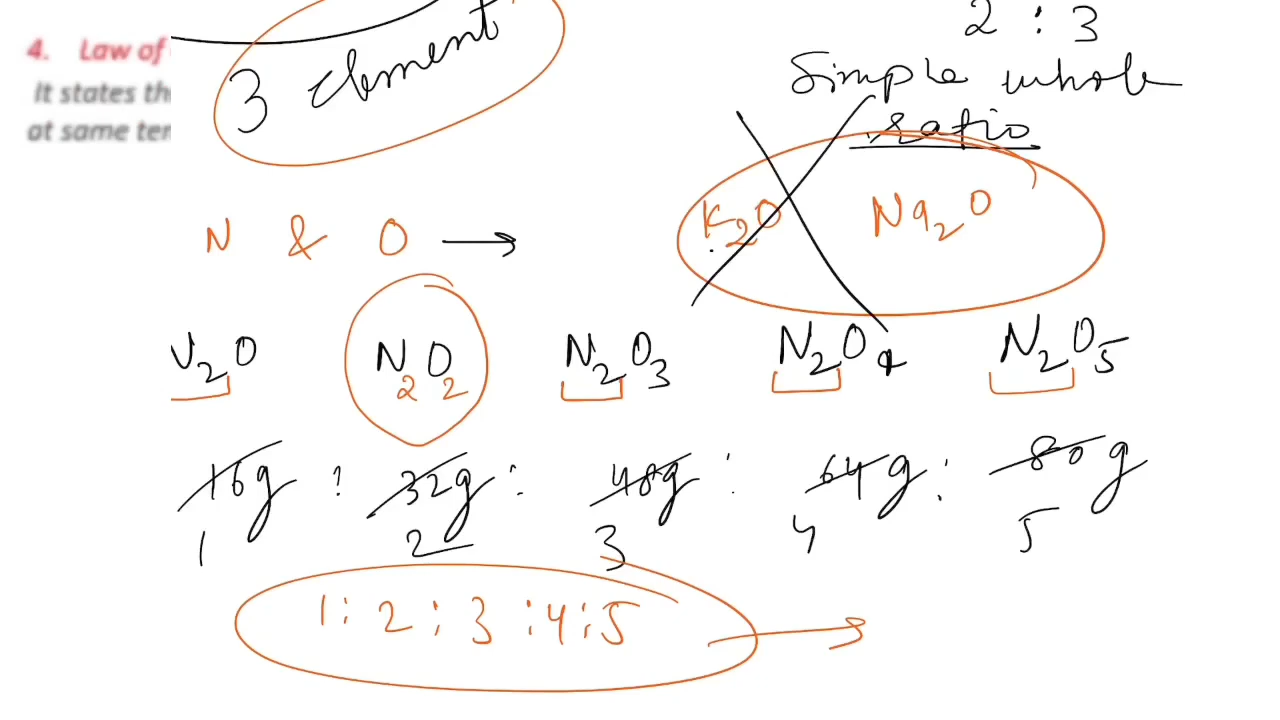 2 : 3
4. Law of
3 element
Simple whole
It states th
ratio
at same ter
K2O Na2O
N & O →
N2O N2O2 N2O3 N2O4 N2O5
16g : 32g : 48g : 64g : 80g
1 2 3 4 5
1 : 2 : 3 : 4 : 5 →